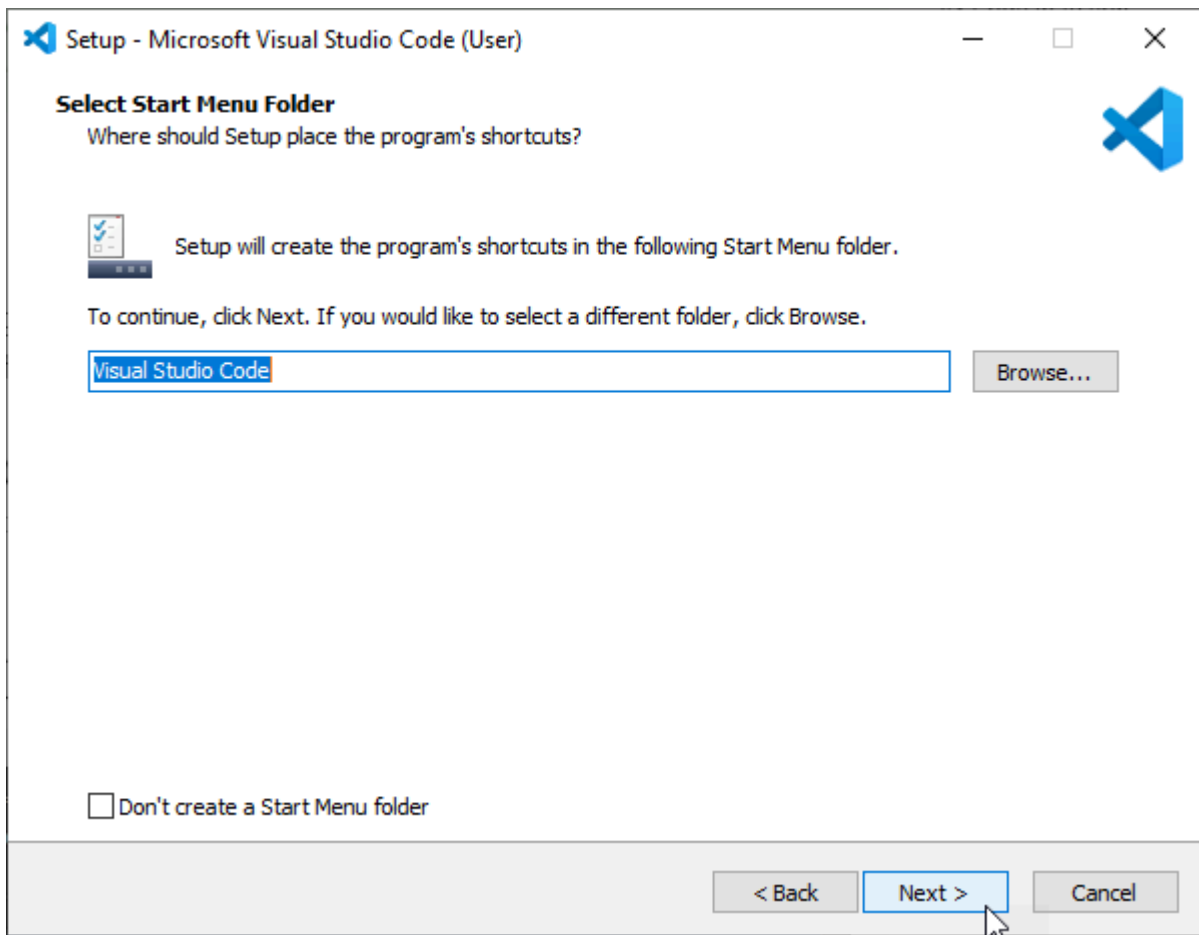 Setup - Microsoft Visual Studio Code (User)
Select Start Menu Folder
Where should Setup place the program's shortcuts?
Setup will create the program's shortcuts in the following Start Menu folder.
To continue, click Next. If you would like to select a different folder, click Browse.
Visual Studio Code
Browse...
Don't create a Start Menu folder
< Back
Next >
Cancel